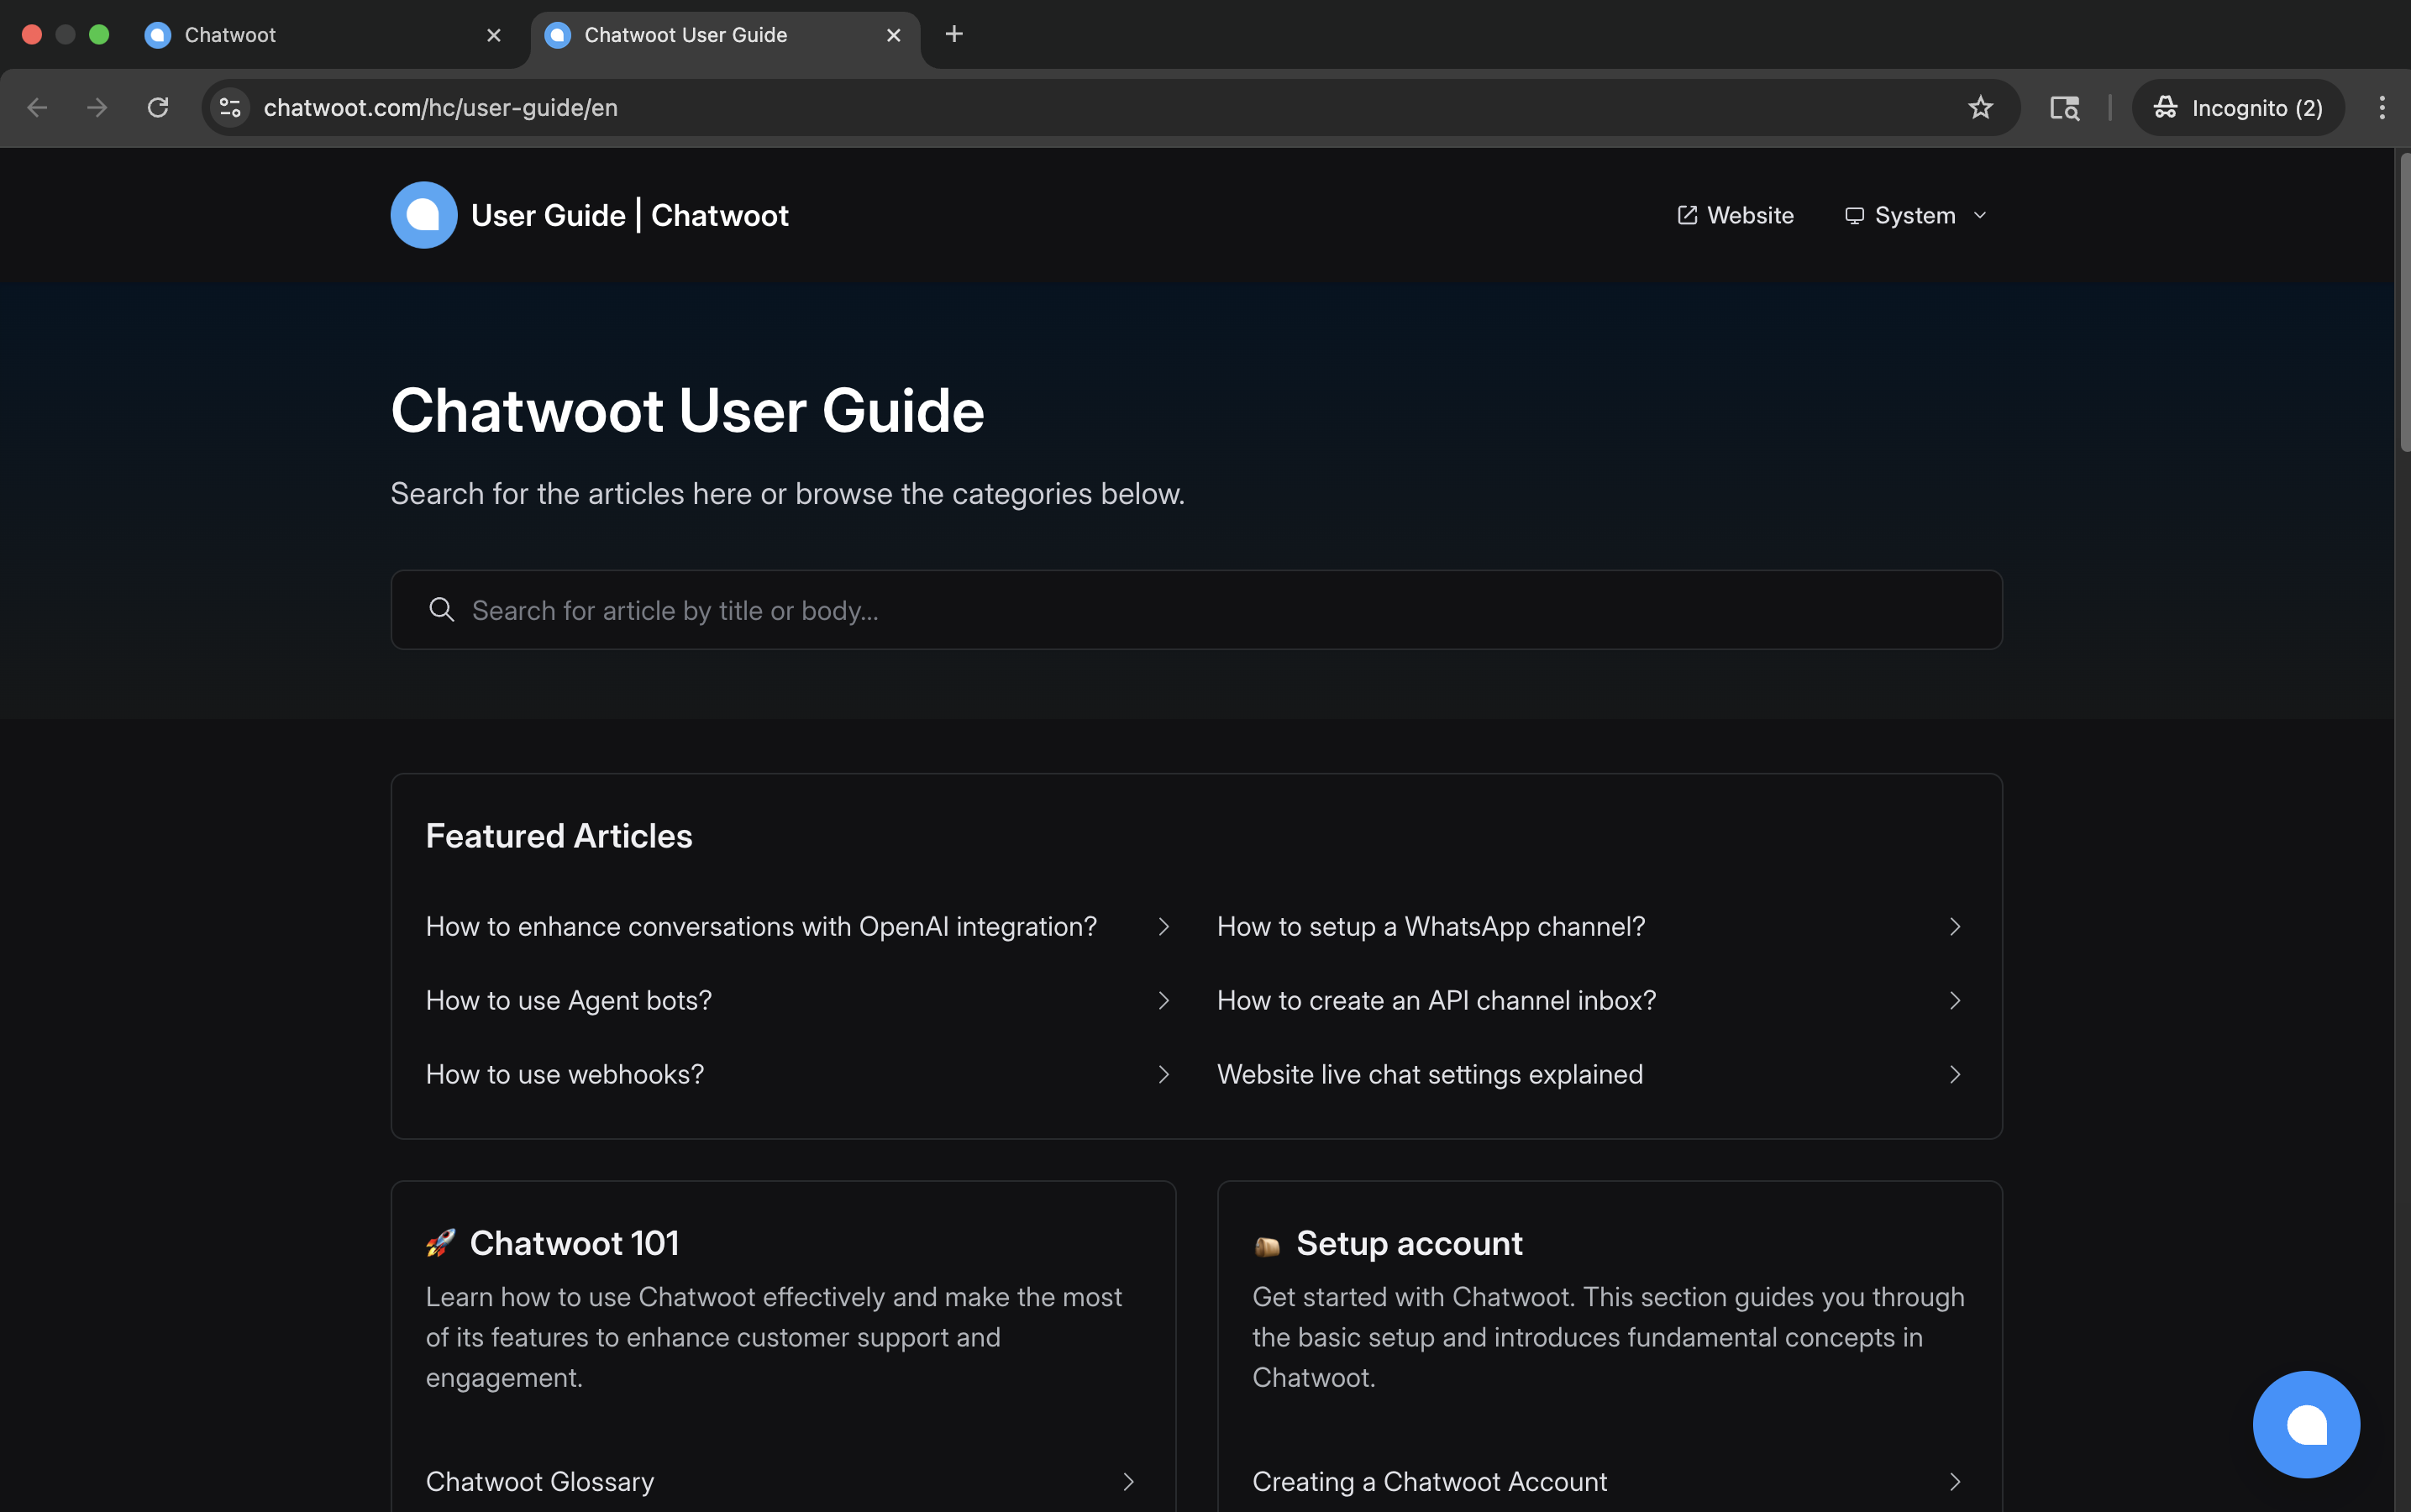 Chatwoot
Chatwoot User Guide
chatwoot.com/hc/user-guide/en
Incognito (2)
User Guide | Chatwoot
Website
System
Chatwoot User Guide
Search for the articles here or browse the categories below.
Search for article by title or body...
Featured Articles
How to enhance conversations with OpenAI integration?
How to setup a WhatsApp channel?
How to use Agent bots?
How to create an API channel inbox?
How to use webhooks?
Website live chat settings explained
🚀 Chatwoot 101
Learn how to use Chatwoot effectively and make the most
of its features to enhance customer support and
engagement.
Chatwoot Glossary
Setup account
Get started with Chatwoot. This section guides you through
the basic setup and introduces fundamental concepts in
Chatwoot.
Creating a Chatwoot Account